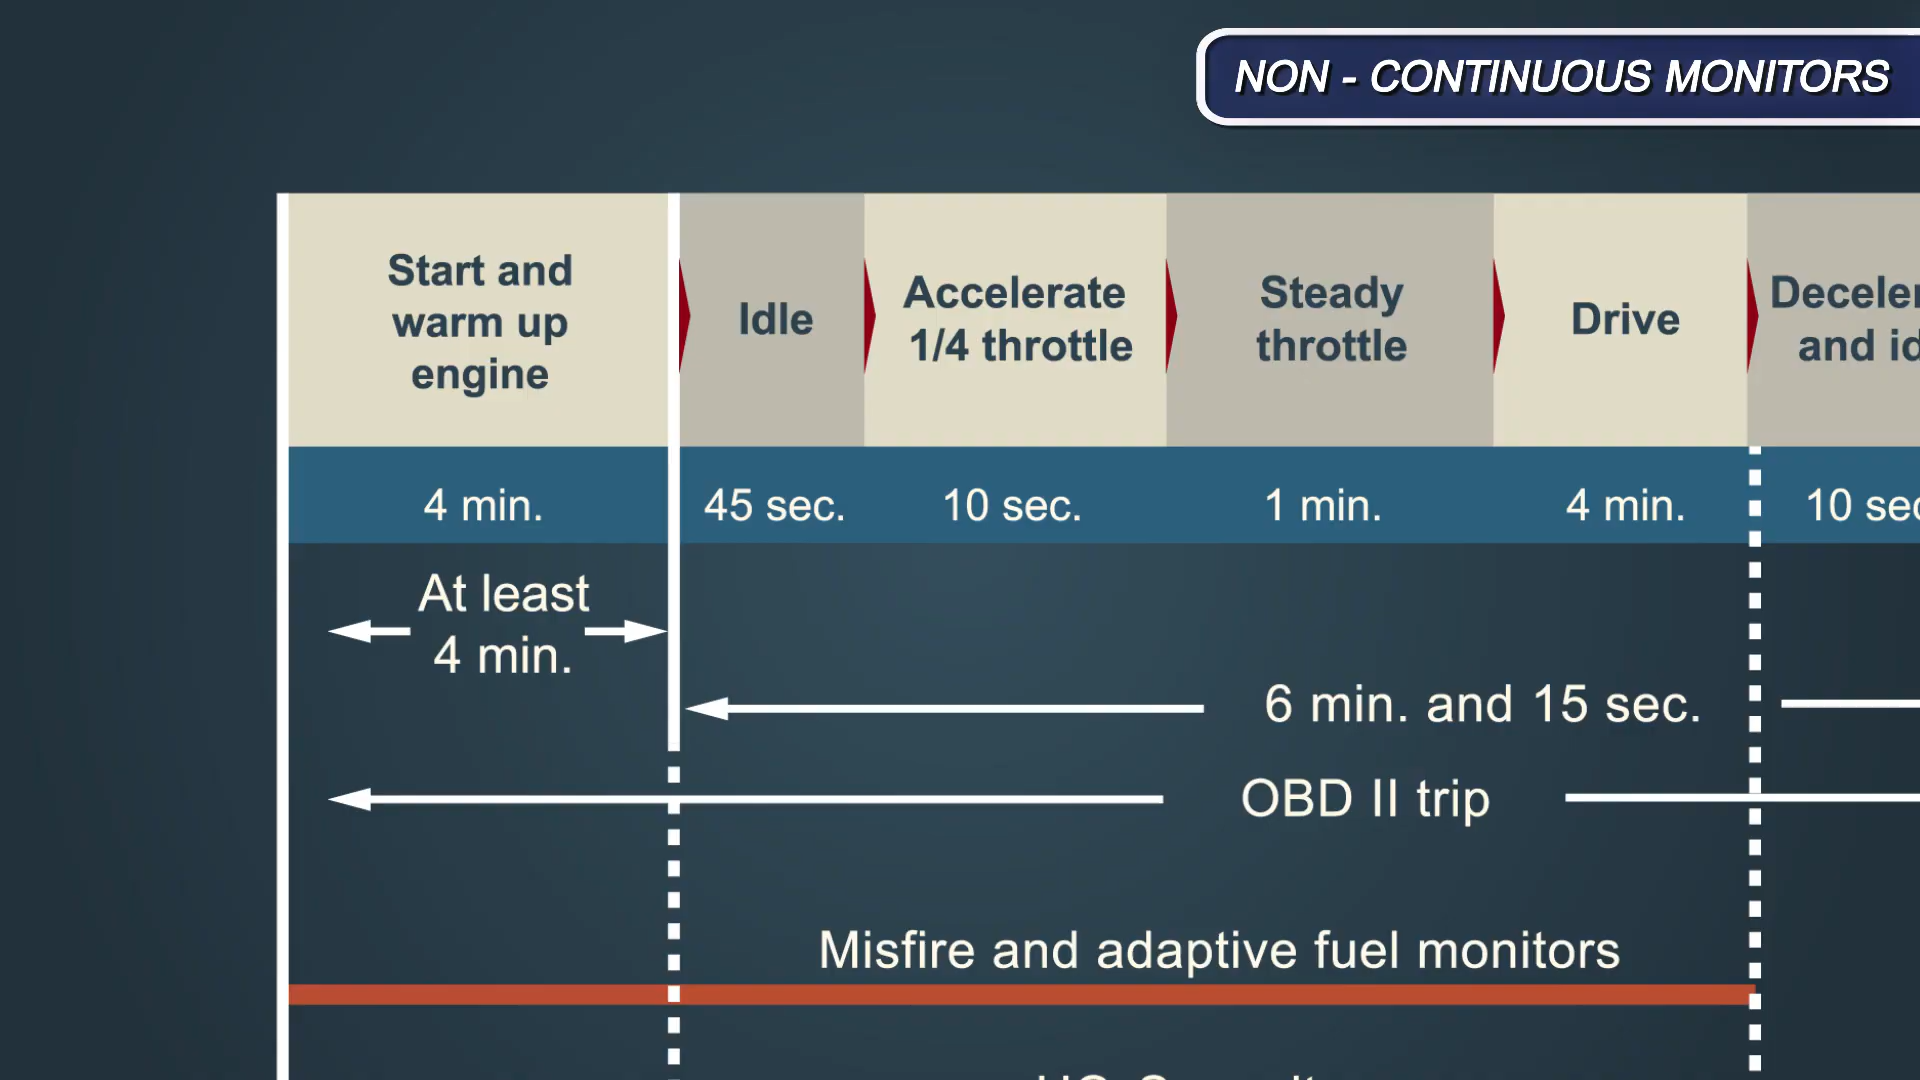 NON - CONTINUOUS MONITORS
Start and
warm up
engine
Idle
Accelerate
1/4 throttle
Steady
throttle
Drive
and
4 min.
45 sec.
10 sec.
1 min.
4 min.
10
At least
4 min.
6 min. and 15 sec.
OBD II trip
Misfire and adaptive fuel monitors